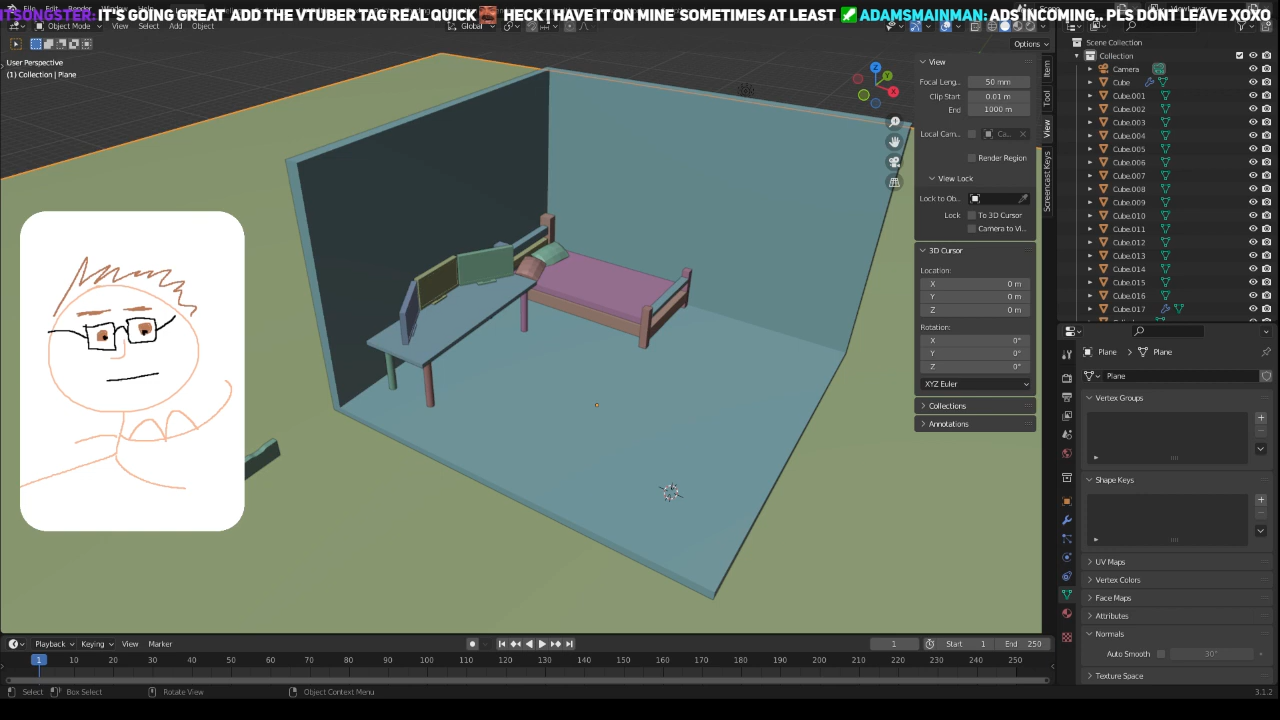 ITSONGSTER: IT'S GOING GREAT ADD THE VTUBER TAG REAL QUICK HECK! HAVE IT ON MINE SOMETIMES AT LEAST ADAMSMAINMAN: ADS INCOMING.. PLS DONT LEAVE XOXO
Object Mode View Select Add Object Global
Options
User Perspective
(1) Collection | Plane
View
Focal Leng... 50 mm
Clip Start 0.01 m
End 1000 m
Local Cam... Ca...
Render Region
View Lock
Lock to Ob...
Lock To 3D Cursor
Camera to Vi...
3D Cursor
Location:
X 0 m
Y 0 m
Z 0 m
Rotation:
X 0°
Y 0°
Z 0°
XYZ Euler
Collections
Annotations
Item
Tool
View
Screencast Keys
Z
Y
X
Scene Collection
Collection
Camera
Cube
Cube.001
Cube.002
Cube.003
Cube.004
Cube.005
Cube.006
Cube.007
Cube.008
Cube.009
Cube.010
Cube.011
Cube.012
Cube.013
Cube.014
Cube.015
Cube.016
Cube.017
Plane Plane
Plane
Vertex Groups
Shape Keys
UV Maps
Vertex Colors
Face Maps
Attributes
Normals
Auto Smooth 30°
Texture Space
Playback Keying View Marker 1 Start 1 End 250
1 10 20 30 40 50 60 70 80 90 100 110 120 130 140 150 160 170 180 190 200 210 220 230 240 250
Select Box Select Rotate View Object Context Menu 3.1.2